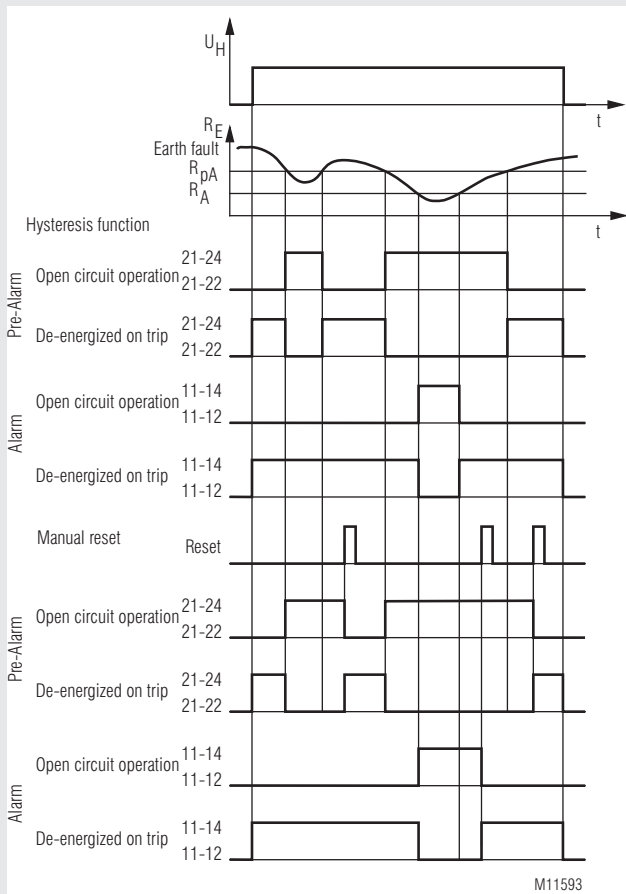 U_H
t
R_E
Earth fault
R_pA
R_A
t
Hysteresis function
Pre-Alarm
Open circuit operation 21-24
21-22
De-energized on trip 21-24
21-22
Alarm
Open circuit operation 11-14
11-12
De-energized on trip 11-14
11-12
Manual reset Reset
Pre-Alarm
Open circuit operation 21-24
21-22
De-energized on trip 21-24
21-22
Alarm
Open circuit operation 11-14
11-12
De-energized on trip 11-14
11-12
M11593